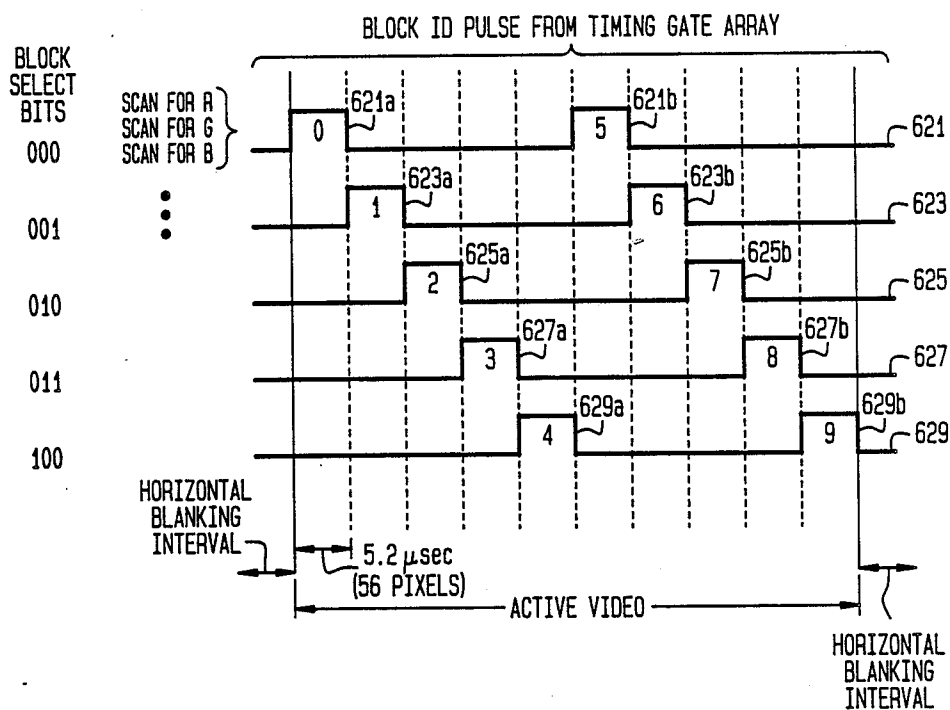 BLOCK ID PULSE FROM TIMING GATE ARRAY
BLOCK
SELECT
BITS
SCAN FOR R
SCAN FOR G
SCAN FOR B
000
0
621a
5
621b
621
001
1
623a
6
623b
623
010
2
625a
7
625b
625
011
3
627a
8
627b
627
100
4
629a
9
629b
629
HORIZONTAL
BLANKING
INTERVAL
5.2 μsec
(56 PIXELS)
ACTIVE VIDEO
HORIZONTAL
BLANKING
INTERVAL